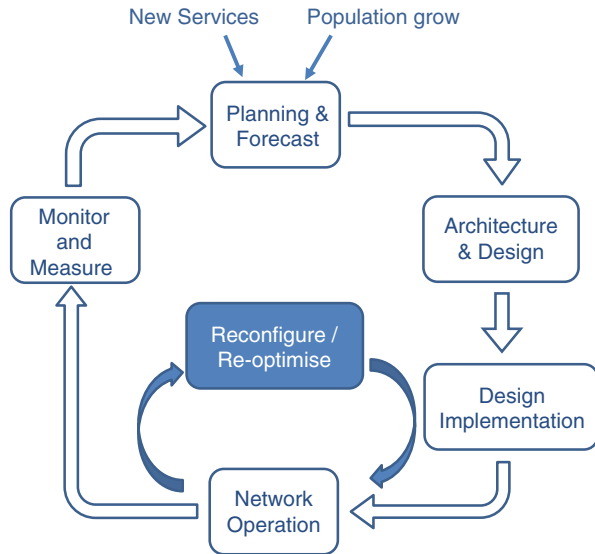 New Services
Population grow
Planning &
Forecast
Architecture
& Design
Monitor
and
Measure
Reconfigure /
Re-optimise
Design
Implementation
Network
Operation